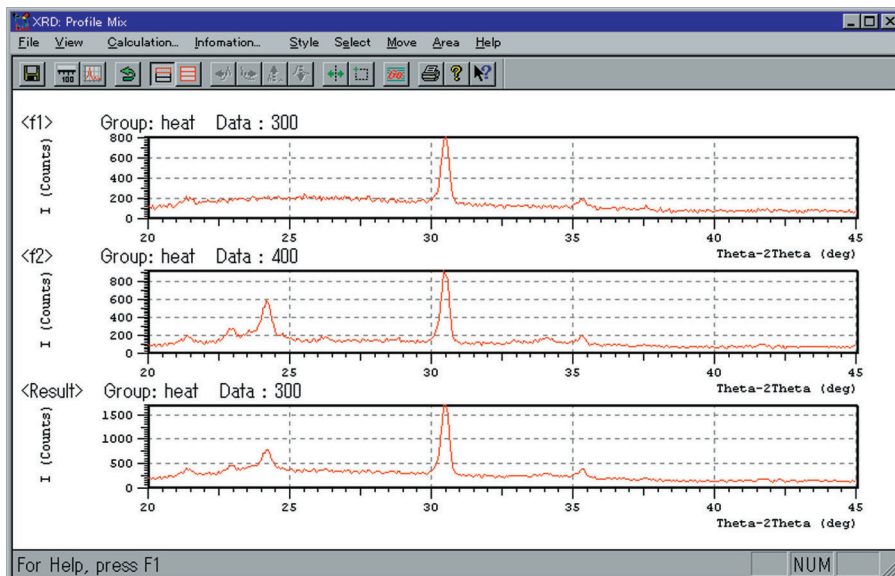 XRD: Profile Mix
File View Calculation... Infomation... Style Select Move Area Help
100
<f1> Group: heat Data : 300
I (Counts)
800
600
400
200
0
20 25 30 35 40 45
Theta-2Theta (deg)
<f2> Group: heat Data : 400
I (Counts)
800
600
400
200
0
20 25 30 35 40 45
Theta-2Theta (deg)
<Result> Group: heat Data : 300
I (Counts)
1500
1000
500
0
20 25 30 35 40 45
Theta-2Theta (deg)
For Help, press F1 NUM